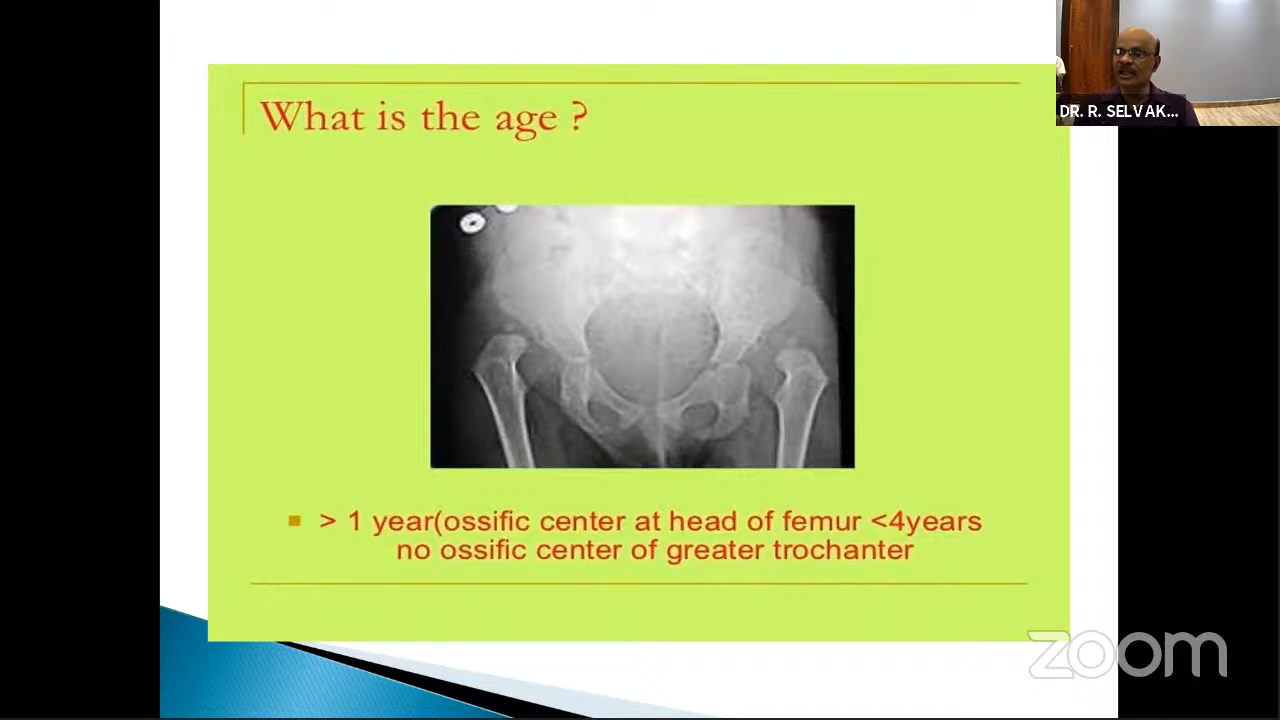 What is the age ?
DR. R. SELVAK...
> 1 year(ossific center at head of femur <4years
no ossific center of greater trochanter
zoom